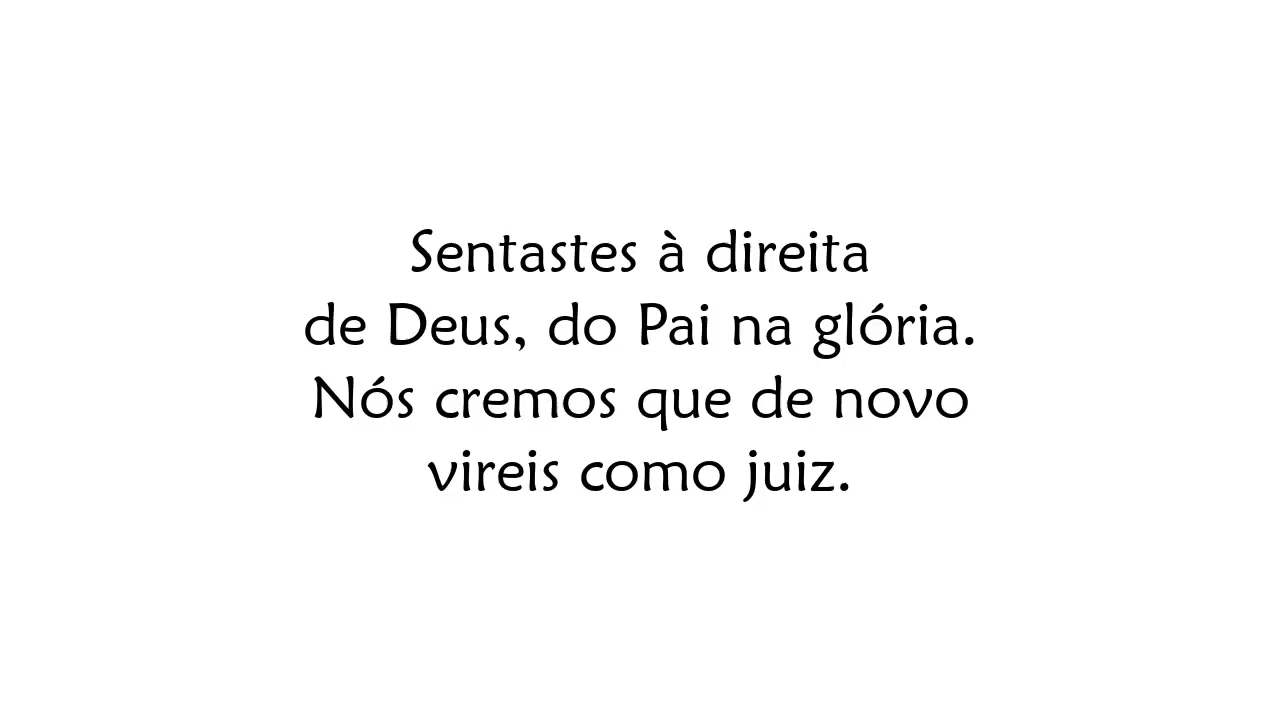 Sentastes à direita
de Deus, do Pai na glória.
Nós cremos que de novo
vireis como juiz.